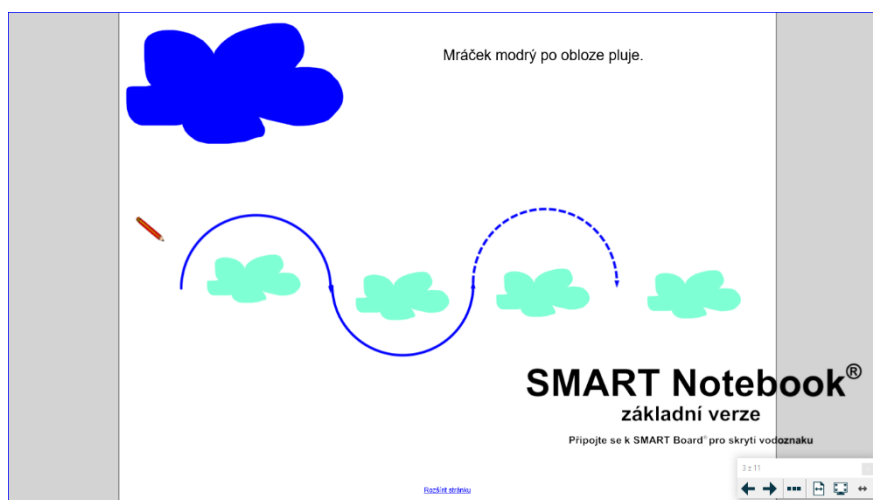 Mráček modrý po obloze pluje.
SMART Notebook®
základní verze
Připojte se k SMART Board® pro skrytí vodoznaku
3 z 11
Rozšířit stránku